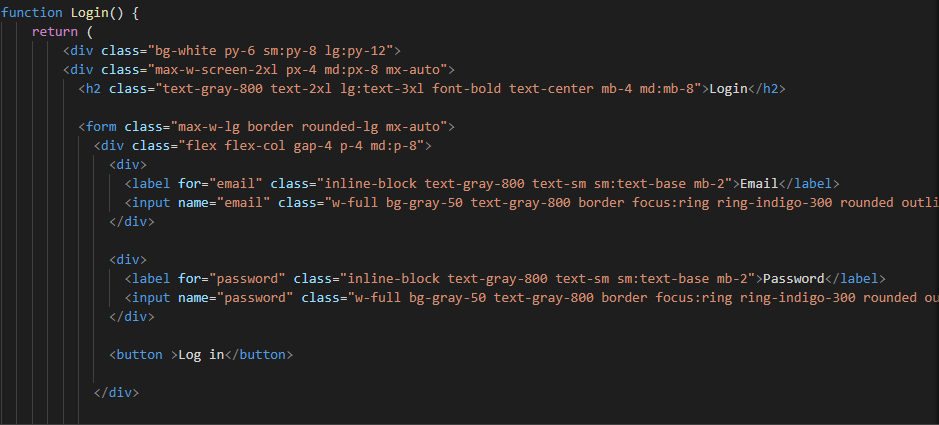 function Login() {
return (
<div class="bg-white py-6 sm:py-8 lg:py-12">
<div class="max-w-screen-2xl px-4 md:px-8 mx-auto">
<h2 class="text-gray-800 text-2xl lg:text-3xl font-bold text-center mb-4 md:mb-8">Login</h2>
<form class="max-w-lg border rounded-lg mx-auto">
<div class="flex flex-col gap-4 p-4 md:p-8">
<div>
<label for="email" class="inline-block text-gray-800 text-sm sm:text-base mb-2">Email</label>
<input name="email" class="w-full bg-gray-50 text-gray-800 border focus:ring ring-indigo-300 rounded outli
</div>
<div>
<label for="password" class="inline-block text-gray-800 text-sm sm:text-base mb-2">Password</label>
<input name="password" class="w-full bg-gray-50 text-gray-800 border focus:ring ring-indigo-300 rounded ou
</div>
<button >Log in</button>
</div>